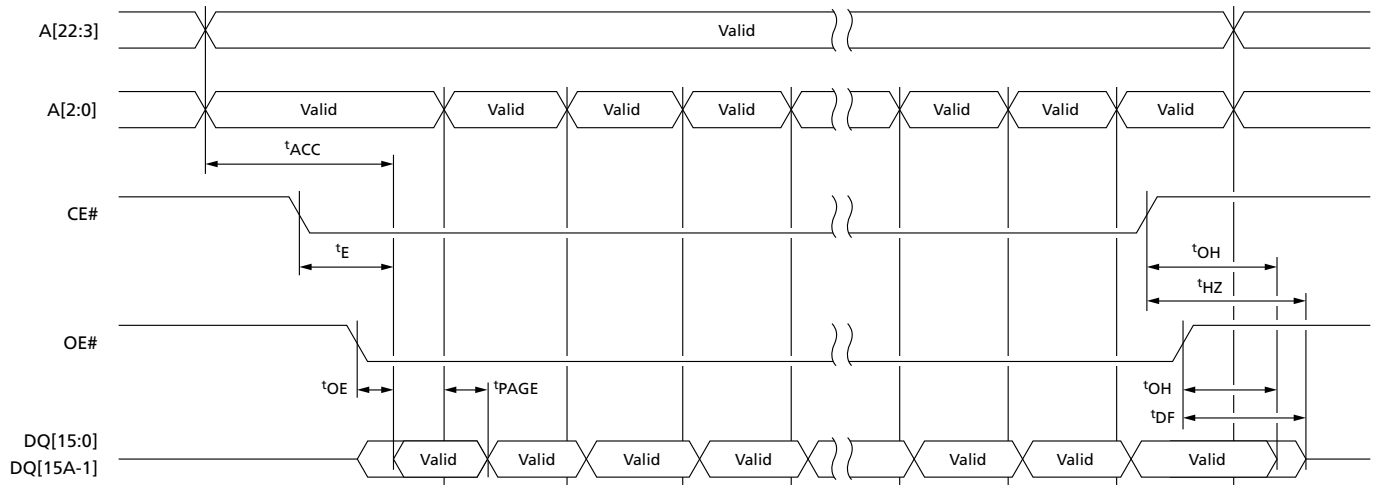 A[22:3]
Valid
A[2:0]
Valid Valid Valid Valid Valid Valid Valid
tACC
CE#
tE
tOH
tHZ
OE#
tOE
tPAGE
tOH
tDF
DQ[15:0]
DQ[15A-1]
Valid Valid Valid Valid Valid Valid Valid